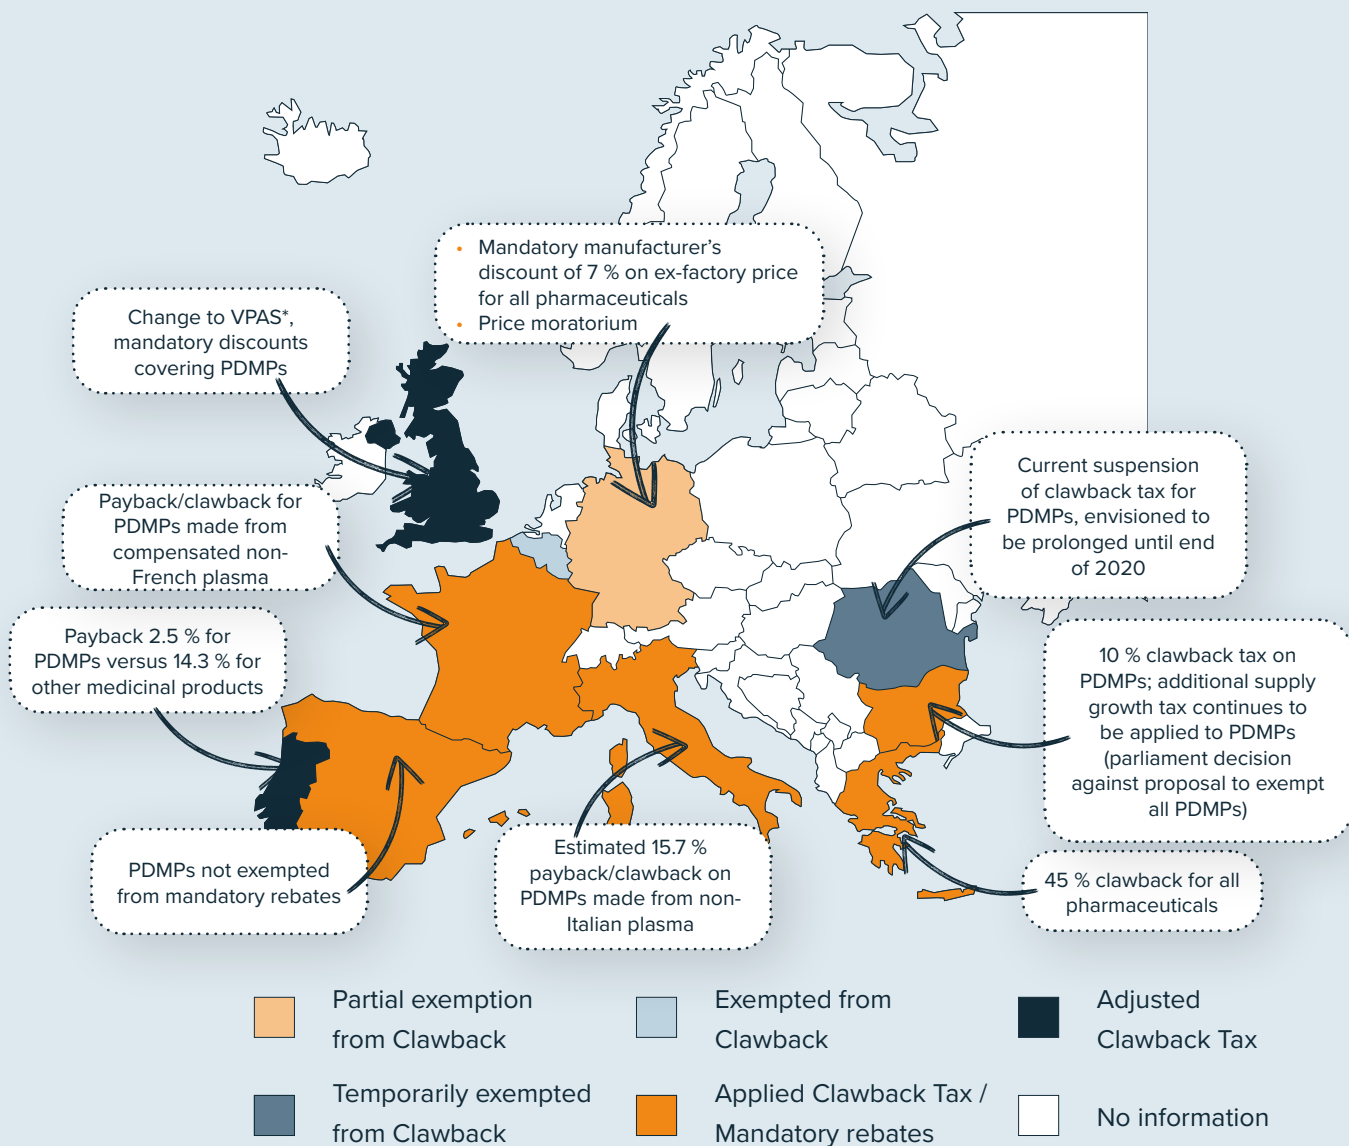 • Mandatory manufacturer's
discount of 7 % on ex-factory price
for all pharmaceuticals
• Price moratorium
Change to VPAS*,
mandatory discounts
covering PDMPs
Current suspension
of clawback tax for
PDMPs, envisioned to
be prolonged until end
of 2020
Payback/clawback for
PDMPs made from
compensated non-
French plasma
Payback 2.5 % for
PDMPs versus 14.3 % for
other medicinal products
10 % clawback tax on
PDMPs; additional supply
growth tax continues to
be applied to PDMPs
(parliament decision
against proposal to exempt
all PDMPs)
PDMPs not exempted
from mandatory rebates
Estimated 15.7 %
payback/clawback on
PDMPs made from non-
Italian plasma
45 % clawback for all
pharmaceuticals
Partial exemption
from Clawback
Exempted from
Clawback
Adjusted
Clawback Tax
Temporarily exempted
from Clawback
Applied Clawback Tax /
Mandatory rebates
No information